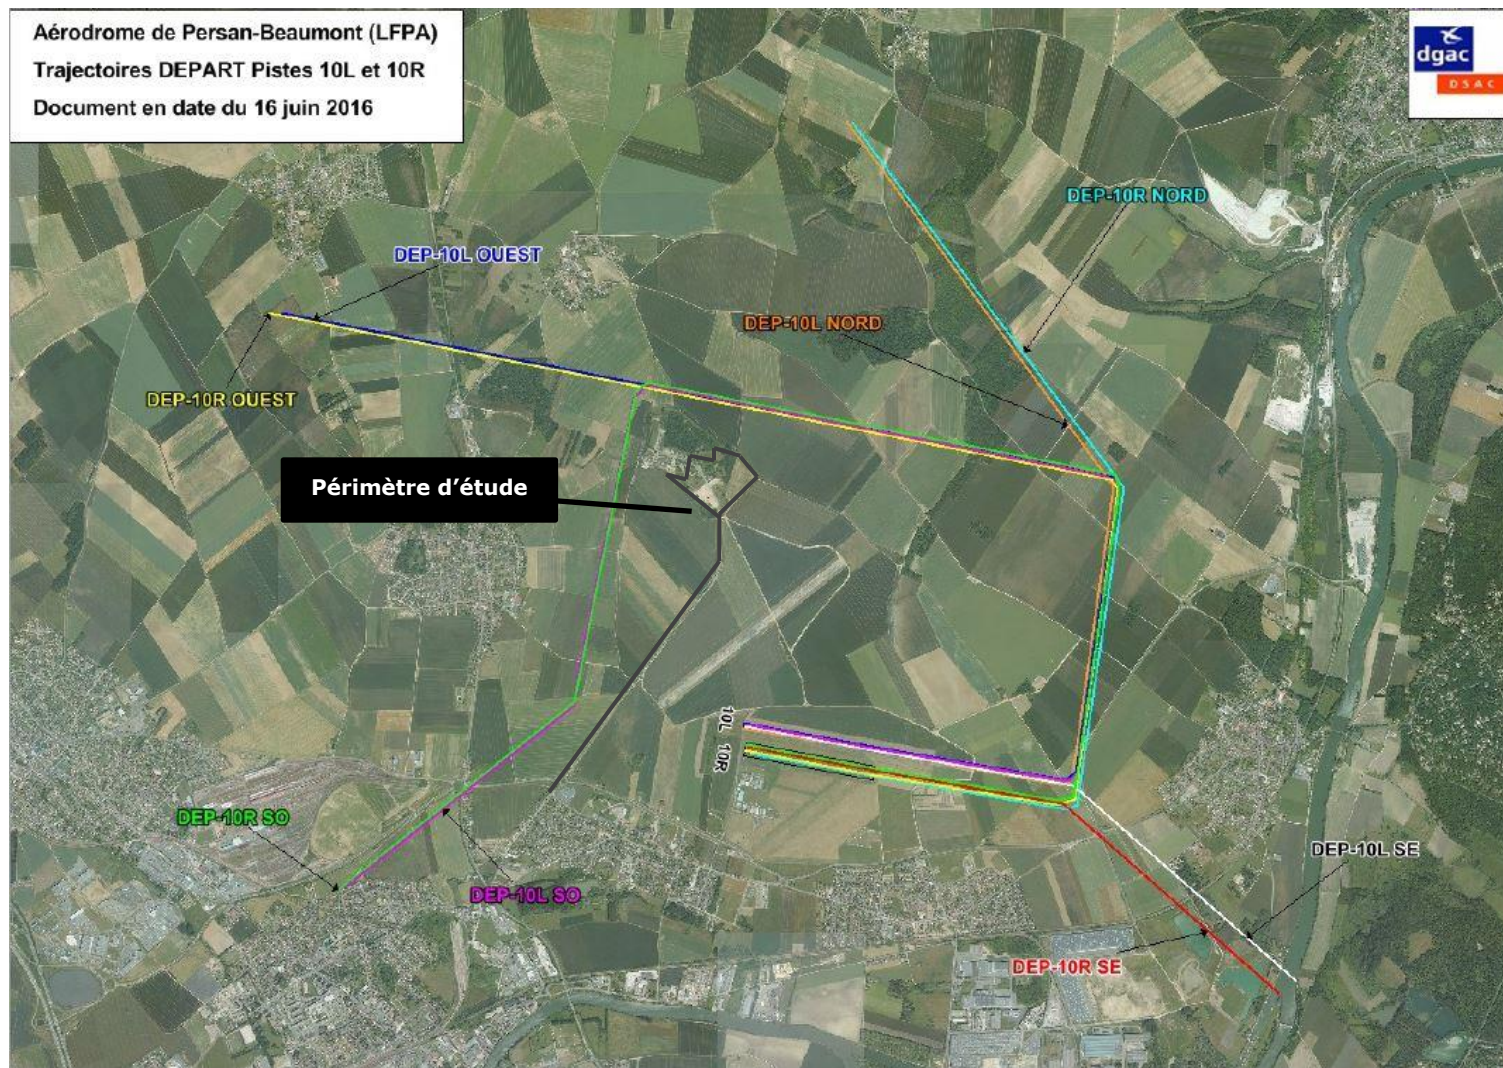 Aérodrome de Persan-Beaumont (LFPA)
Trajectoires DEPART Pistes 10L et 10R
Document en date du 16 juin 2016
dgac
DSAC
DEP-10R NORD
DEP-10L OUEST
DEP-10L NORD
DEP-10R OUEST
Périmètre d'étude
10L
10R
DEP-10R SO
DEP-10L SO
DEP-10L SE
DEP-10R SE